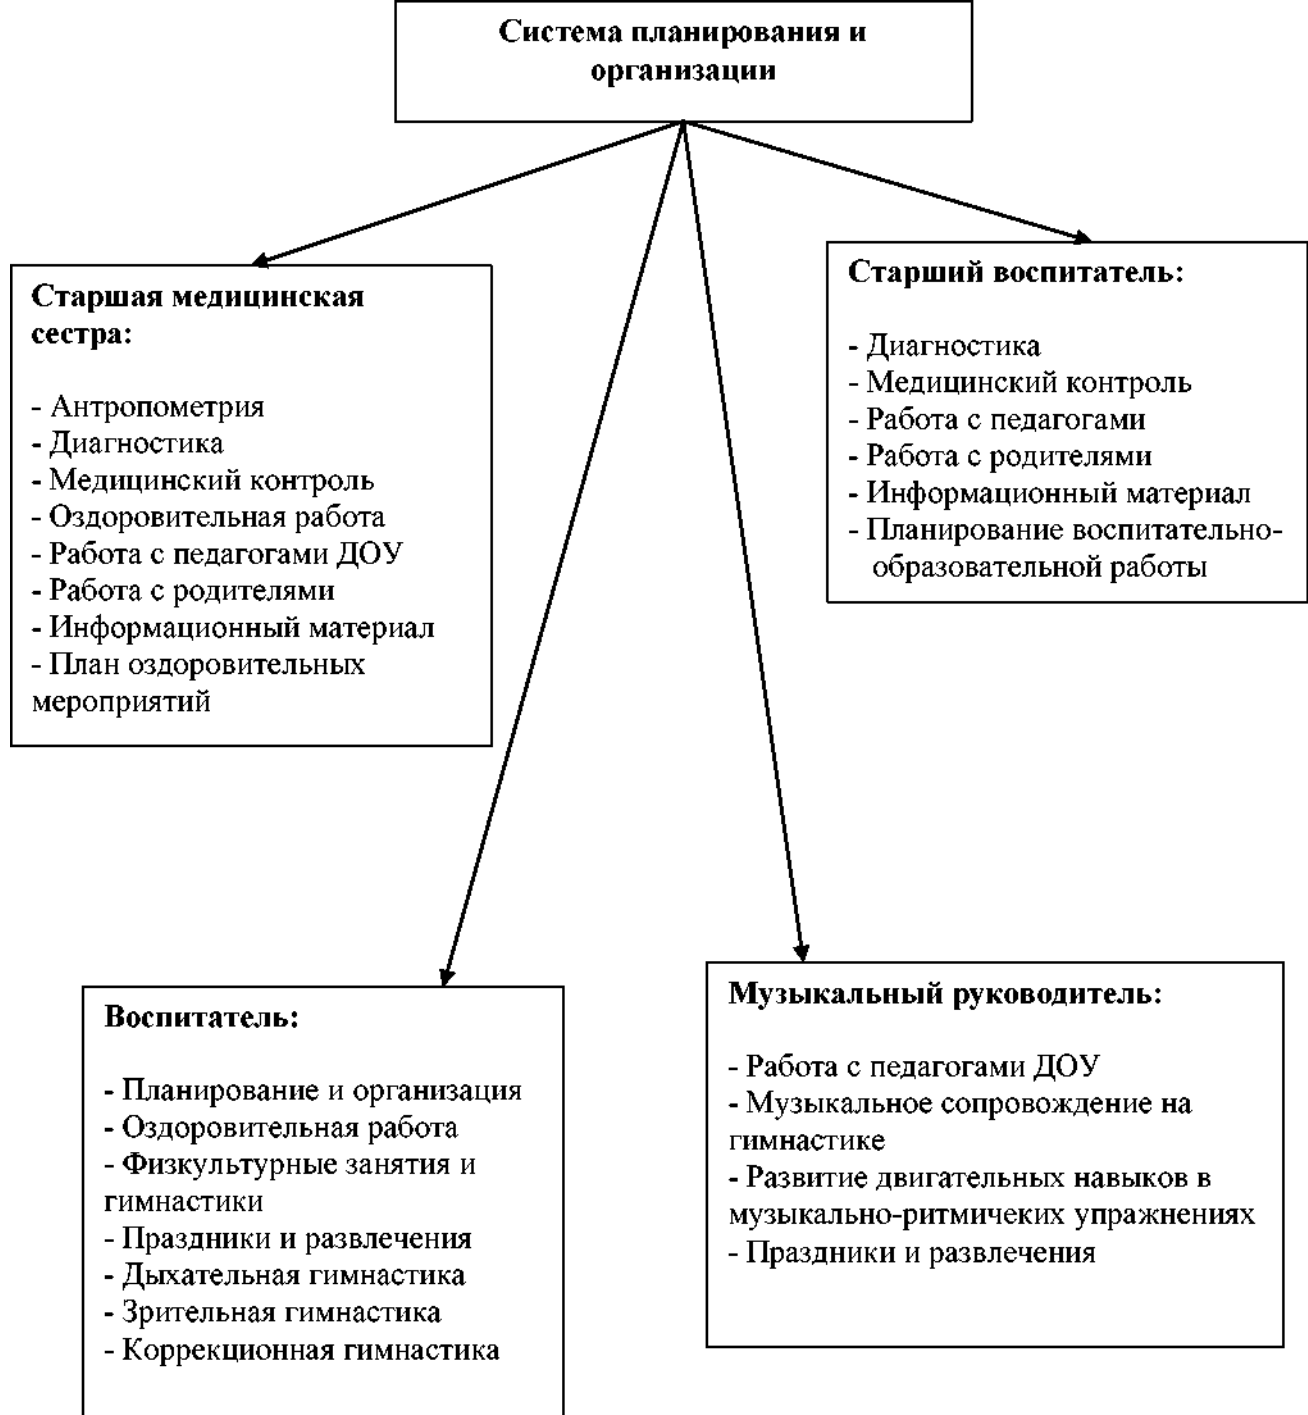 Система планирования и
организации
Старшая медицинская
сестра:
- Антропометрия
- Диагностика
- Медицинский контроль
- Оздоровительная работа
- Работа с педагогами ДОУ
- Работа с родителями
- Информационный материал
- План оздоровительных
мероприятий
Старший воспитатель:
- Диагностика
- Медицинский контроль
- Работа с педагогами
- Работа с родителями
- Информационный материал
- Планирование воспитательно-
образовательной работы
Воспитатель:
- Планирование и организация
- Оздоровительная работа
- Физкультурные занятия и
гимнастики
- Праздники и развлечения
- Дыхательная гимнастика
- Зрительная гимнастика
- Коррекционная гимнастика
Музыкальный руководитель:
- Работа с педагогами ДОУ
- Музыкальное сопровождение на
гимнастике
- Развитие двигательных навыков в
музыкально-ритмичеких упражнениях
- Праздники и развлечения